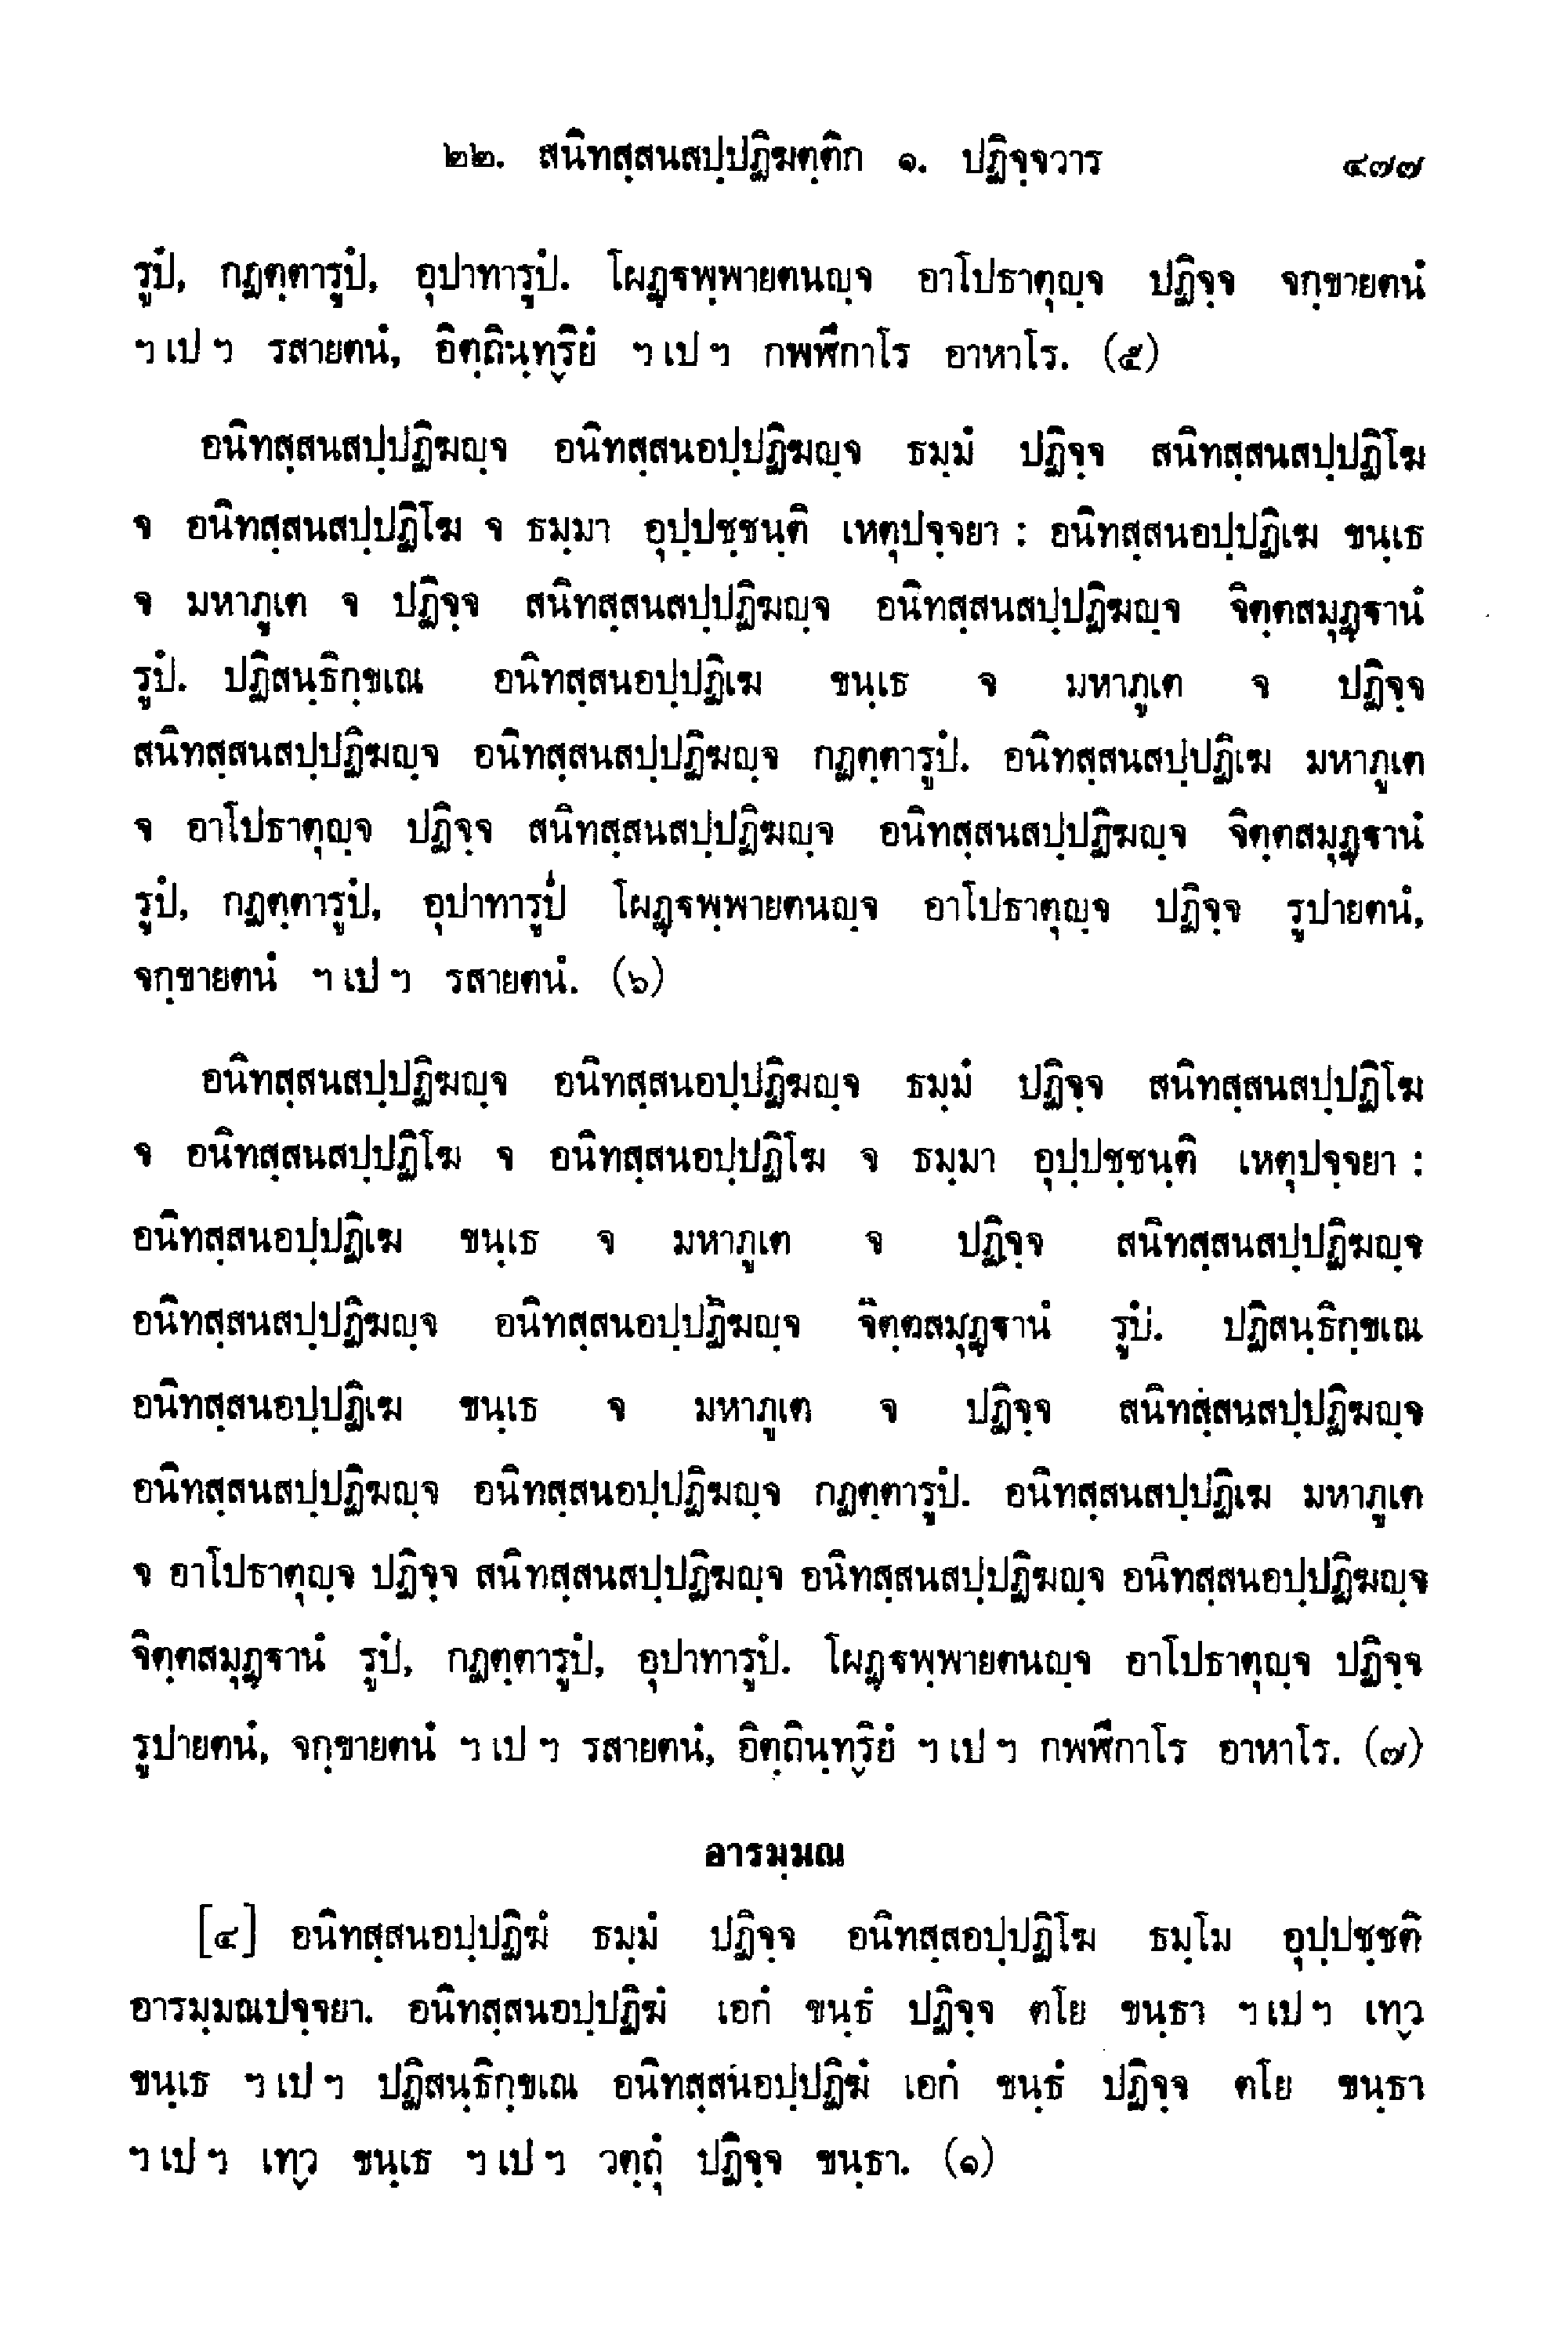 ๒๒. สนิทสฺสนสปฺปฏิฆตฺติก ๑. ปฏิจฺจวาร ๔๗๗
รูปํ, กฏตฺตารูปํ, อุปาทารูปํ. โผฏฺฐพฺพายตนญฺจ อาโปธาตุญฺจ ปฏิจฺจ จกฺขายตนํ
ฯ เป ฯ รสายตนํ, อิตฺถินฺทฺริยํ ฯ เป ฯ กพฬีกาโร อาหาโร. (๕)
อนิทสฺสนสปฺปฏิฆญฺจ อนิทสฺสนอปฺปฏิฆญฺจ ธมฺมํ ปฏิจฺจ สนิทสฺสนสปฺปฏิโฆ
จ อนิทสฺสนสปฺปฏิโฆ จ ธมฺมา อุปฺปชฺชนฺติ เหตุปจฺจยา : อนิทสฺสนอปฺปฏิเฆ ขนฺเธ
จ มหาภูเต จ ปฏิจฺจ สนิทสฺสนสปฺปฏิฆญฺจ อนิทสฺสนสปฺปฏิฆญฺจ จิตฺตสมุฏฺฐานํ
รูปํ. ปฏิสนฺธิกฺขเณ อนิทสฺสนอปฺปฏิเฆ ขนฺเธ จ มหาภูเต จ ปฏิจฺจ
สนิทสฺสนสปฺปฏิฆญฺจ อนิทสฺสนสปฺปฏิฆญฺจ กฏตฺตารูปํ. อนิทสฺสนสปฺปฏิเฆ มหาภูเต
จ อาโปธาตุญฺจ ปฏิจฺจ สนิทสฺสนสปฺปฏิฆญฺจ อนิทสฺสนสปฺปฏิฆญฺจ จิตฺตสมุฏฺฐานํ
รูปํ, กฏตฺตารูปํ, อุปาทารูปํ โผฏฺฐพฺพายตนญฺจ อาโปธาตุญฺจ ปฏิจฺจ รูปายตนํ,
จกฺขายตนํ ฯ เป ฯ รสายตนํ. (๖)
อนิทสฺสนสปฺปฏิฆญฺจ อนิทสฺสนอปฺปฏิฆญฺจ ธมฺมํ ปฏิจฺจ สนิทสฺสนสปฺปฏิโฆ
จ อนิทสฺสนสปฺปฏิโฆ จ อนิทสฺสนอปฺปฏิโฆ จ ธมฺมา อุปฺปชฺชนฺติ เหตุปจฺจยา :
อนิทสฺสนอปฺปฏิเฆ ขนฺเธ จ มหาภูเต จ ปฏิจฺจ สนิทสฺสนสปฺปฏิฆญฺจ
อนิทสฺสนสปฺปฏิฆญฺจ อนิทสฺสนอปฺปฏิฆญฺจ จิตฺตสมุฏฺฐานํ รูปํ. ปฏิสนฺธิกฺขเณ
อนิทสฺสนอปฺปฏิเฆ ขนฺเธ จ มหาภูเต จ ปฏิจฺจ สนิทสฺสนสปฺปฏิฆญฺจ
อนิทสฺสนสปฺปฏิฆญฺจ อนิทสฺสนอปฺปฏิฆญฺจ กฏตฺตารูปํ. อนิทสฺสนสปฺปฏิเฆ มหาภูเต
จ อาโปธาตุญฺจ ปฏิจฺจ สนิทสฺสนสปฺปฏิฆญฺจ อนิทสฺสนสปฺปฏิฆญฺจ อนิทสฺสนอปฺปฏิฆญฺจ
จิตฺตสมุฏฺฐานํ รูปํ, กฏตฺตารูปํ, อุปาทารูปํ. โผฏฺฐพฺพายตนญฺจ อาโปธาตุญฺจ ปฏิจฺจ
รูปายตนํ, จกฺขายตนํ ฯ เป ฯ รสายตนํ, อิตฺถินฺทฺริยํ ฯ เป ฯ กพฬีกาโร อาหาโร. (๗)
อารมฺมณ
[๔] อนิทสฺสนอปฺปฏิฆํ ธมฺมํ ปฏิจฺจ อนิทสฺสอปฺปฏิโฆ ธมฺโม อุปฺปชฺชติ
อารมฺมณปจฺจยา. อนิทสฺสนอปฺปฏิฆํ เอกํ ขนฺธํ ปฏิจฺจ ตโย ขนฺธา ฯ เป ฯ เทฺว
ขนฺเธ ฯ เป ฯ ปฏิสนฺธิกฺขเณ อนิทสฺสนอปฺปฏิฆํ เอกํ ขนฺธํ ปฏิจฺจ ตโย ขนฺธา
ฯ เป ฯ เทฺว ขนฺเธ ฯ เป ฯ วตฺถุํ ปฏิจฺจ ขนฺธา. (๑)